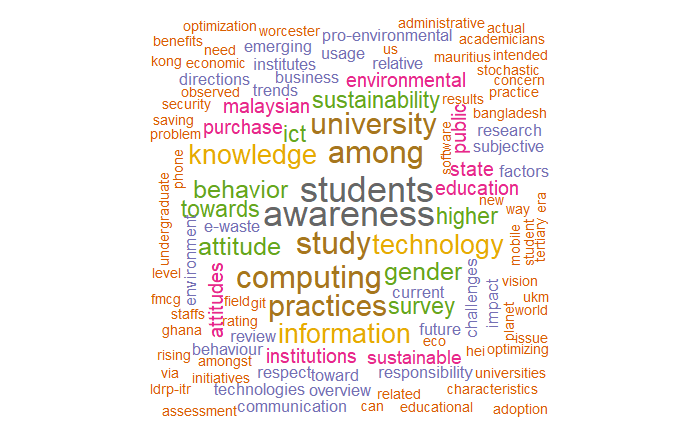 optimization worcester administrative actual
benefits need emerging pro-environmental us academicians
kong economic institutes usage relative mauritius intended
directions business environmental stochastic
observed trends concern
security malaysian sustainability results practice
saving purchase ict university public bangladesh
problem software research
knowledge among subjective
phone state factors
behavior students education
undergraduate towards awareness higher new way era
e-waste mobile student tertiary
attitude study technology
environment
level computing gender challenges vision
attitudes current impact
fmcg field git practices survey planet ukm
staffs world
ghana rating information future
review eco issue
rising behaviour institutions sustainable hei optimizing
amongst
via respect toward responsibility universities
initiatives
ldrp-itr technologies overview related characteristics
assessment communication can educational adoption